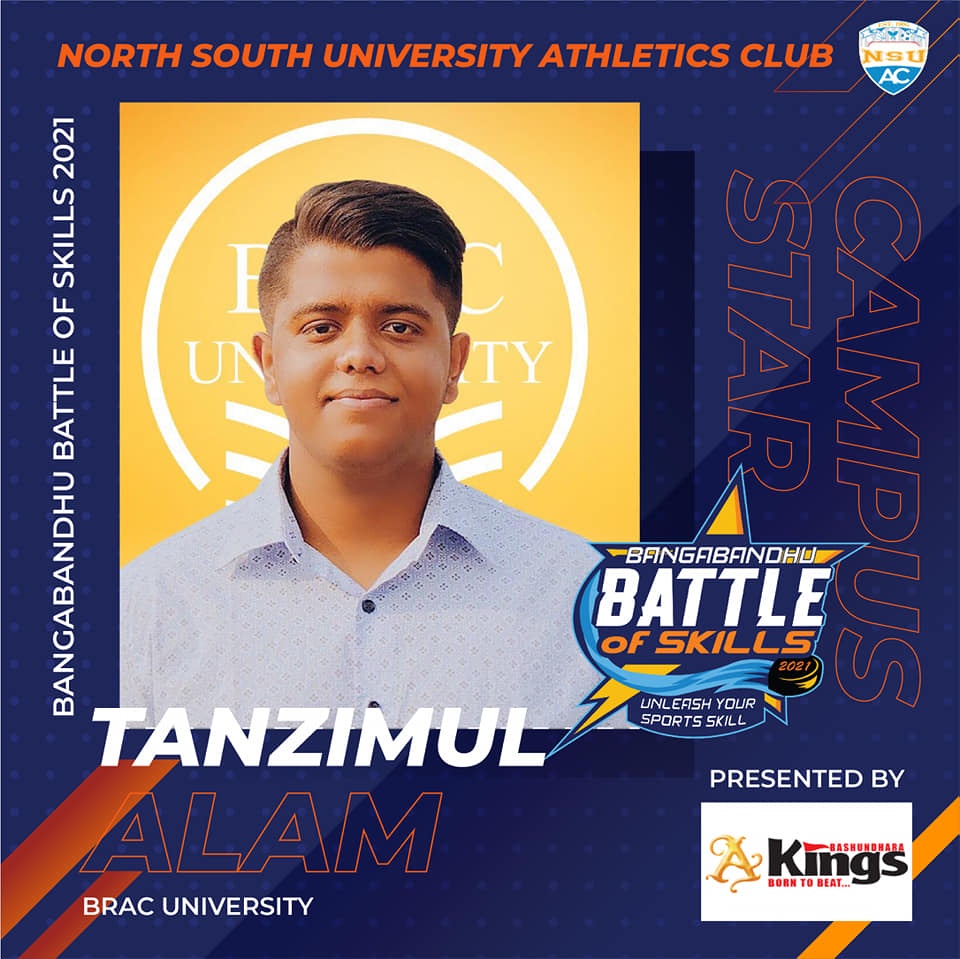 NORTH SOUTH UNIVERSITY ATHLETICS CLUB
NSU
AC
BANGABANDHU BATTLE OF SKILLS 2021
CAMPUS
STAR
UNIVERSITY
BANGABANDHU
BATTLE
OF SKILLS
2021
UNLEASH YOUR
SPORTS SKILL
TANZIMUL
ALAM
BRAC UNIVERSITY
PRESENTED BY
A
BASHUNDHARA
Kings
BORN TO BEAT...